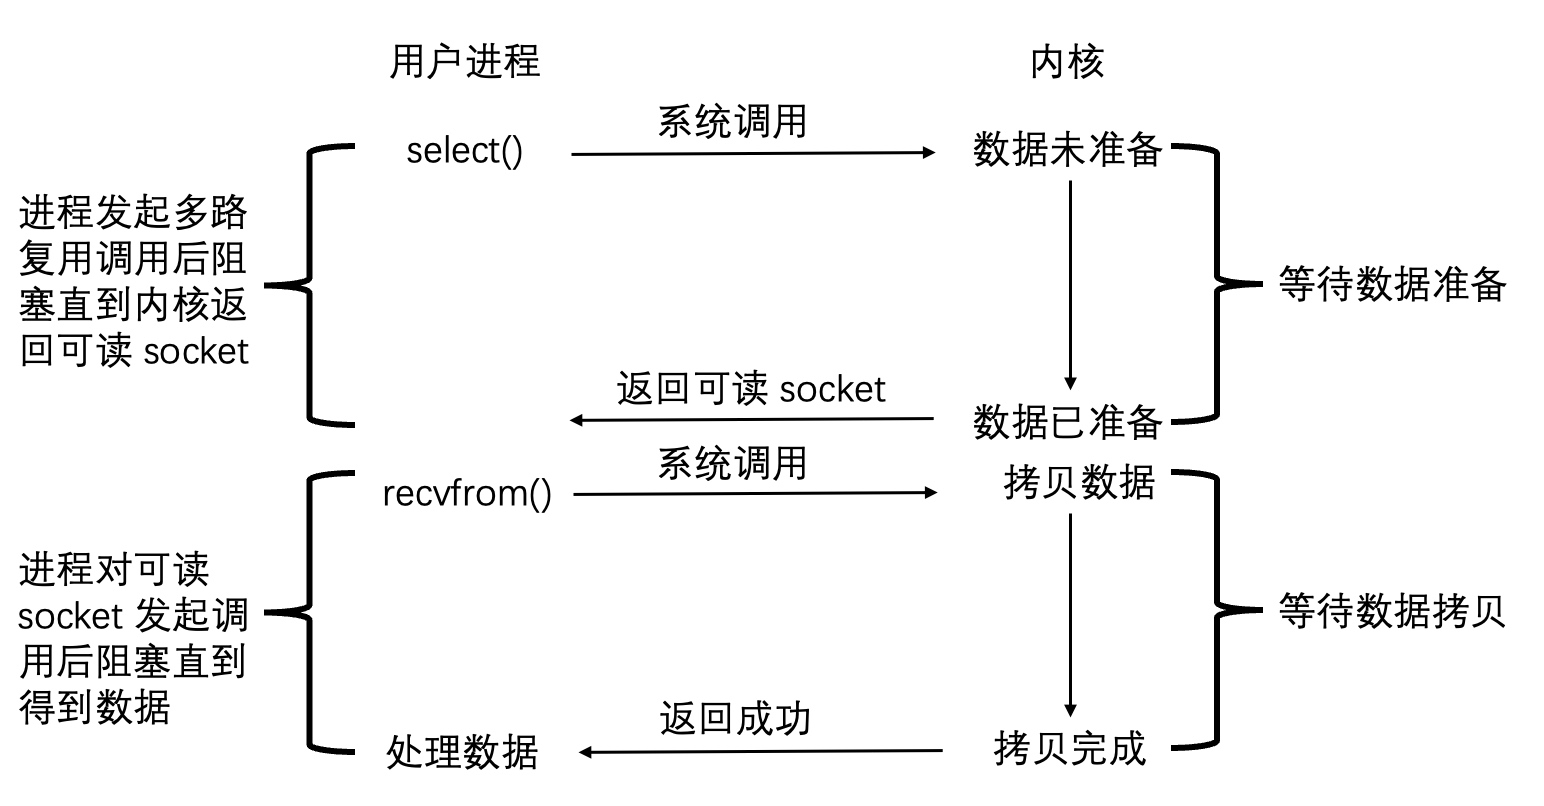 用户进程
内核
系统调用
select()
数据未准备
进程发起多路
复用调用后阻
塞直到内核返
回可读 socket
等待数据准备
返回可读 socket
数据已准备
系统调用
recvfrom()
拷贝数据
进程对可读
socket 发起调
用后阻塞直到
得到数据
等待数据拷贝
返回成功
处理数据
拷贝完成